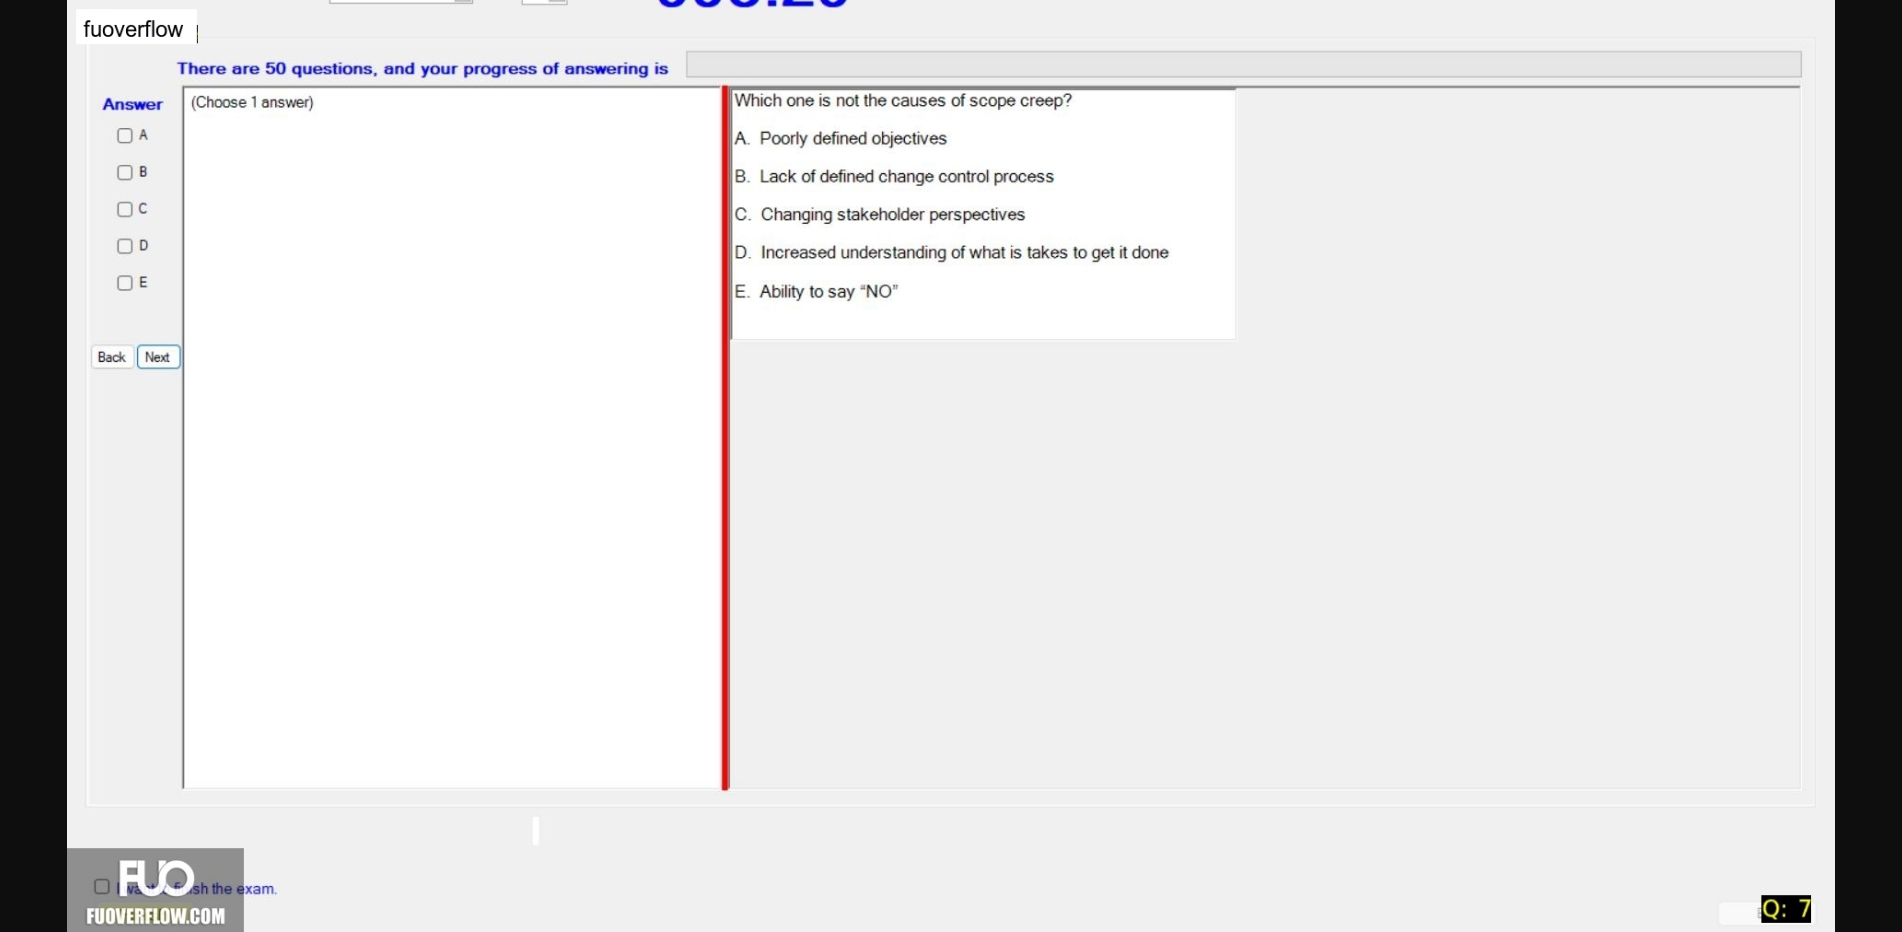 fuoverflow
There are 50 questions, and your progress of answering is
Answer
(Choose 1 answer)
A
B
C
D
E
Back Next
Which one is not the causes of scope creep?
A. Poorly defined objectives
B. Lack of defined change control process
C. Changing stakeholder perspectives
D. Increased understanding of what is takes to get it done
E. Ability to say “NO”
FUO
sh the exam.
FUOVERFLOW.COM
Q: 7